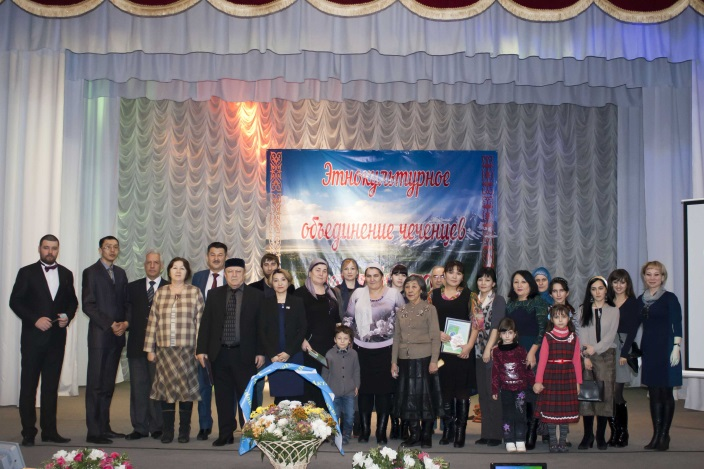 Этнокультурное
объединение чеченцев